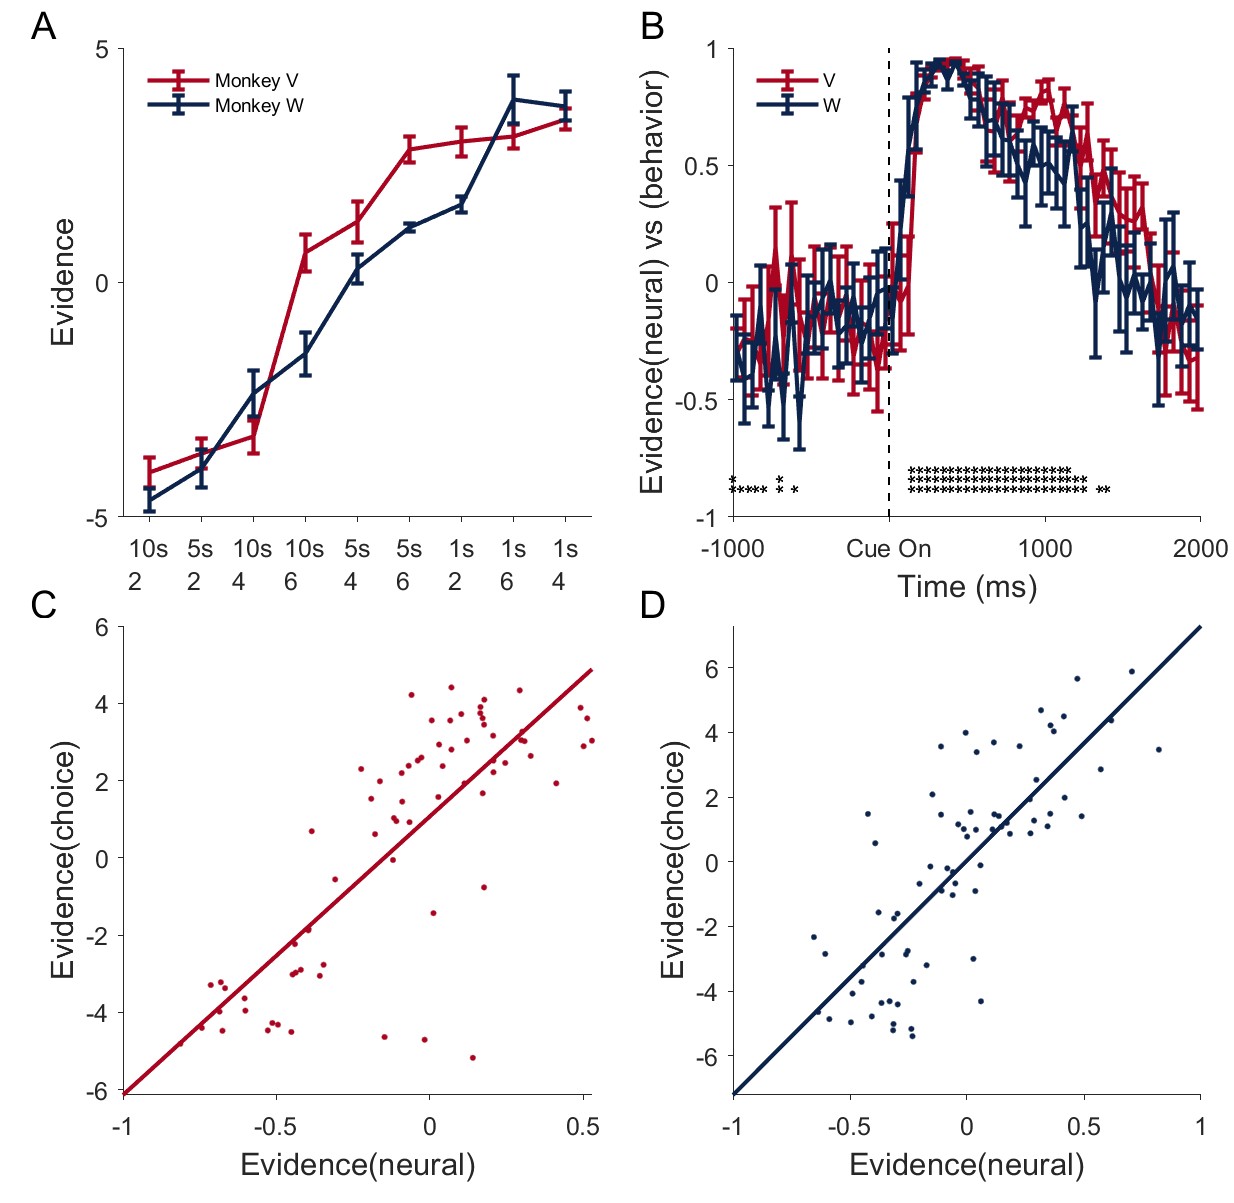 A
Evidence
5
0
-5
Monkey V
Monkey W
10s 5s 10s 10s 5s 5s 1s 1s 1s
2 2 4 6 4 6 2 6 4
B
Evidence(neural) vs (behavior)
1
0.5
0
-0.5
-1
V
W
*
*
-1000 Cue On 1000 2000
Time (ms)
C
Evidence(choice)
6
4
2
0
-2
-4
-6
-1 -0.5 0 0.5
Evidence(neural)
D
Evidence(choice)
6
4
2
0
-2
-4
-6
-1 -0.5 0 0.5 1
Evidence(neural)